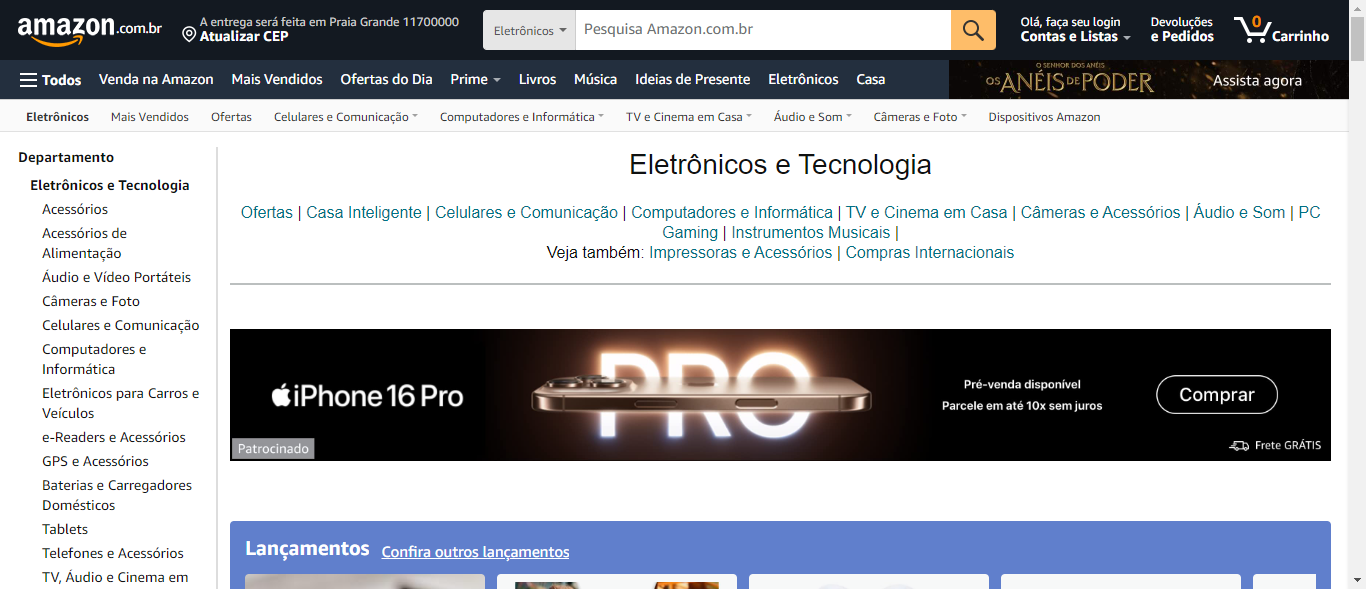 amazon.com.br
A entrega será feita em Praia Grande 11700000
Atualizar CEP
Eletrônicos
Pesquisa Amazon.com.br
Olá, faça seu login
Contas e Listas
Devoluções
e Pedidos
0
Carrinho
Todos
Venda na Amazon
Mais Vendidos
Ofertas do Dia
Prime
Livros
Música
Ideias de Presente
Eletrônicos
Casa
O SENHOR DOS ANÉIS
OS ANÉIS DE PODER
Assista agora
Eletrônicos
Mais Vendidos
Ofertas
Celulares e Comunicação
Computadores e Informática
TV e Cinema em Casa
Áudio e Som
Câmeras e Foto
Dispositivos Amazon
Departamento
Eletrônicos e Tecnologia
Acessórios
Acessórios de
Alimentação
Áudio e Vídeo Portáteis
Câmeras e Foto
Celulares e Comunicação
Computadores e
Informática
Eletrônicos para Carros e
Veículos
e-Readers e Acessórios
GPS e Acessórios
Baterias e Carregadores
Domésticos
Tablets
Telefones e Acessórios
TV, Áudio e Cinema em
Eletrônicos e Tecnologia
Ofertas | Casa Inteligente | Celulares e Comunicação | Computadores e Informática | TV e Cinema em Casa | Câmeras e Acessórios | Áudio e Som | PC
Gaming | Instrumentos Musicais |
Veja também: Impressoras e Acessórios | Compras Internacionais
iPhone 16 Pro
PRO
Pré-venda disponível
Parcele em até 10x sem juros
Comprar
Patrocinado
Frete GRÁTIS
Lançamentos
Confira outros lançamentos